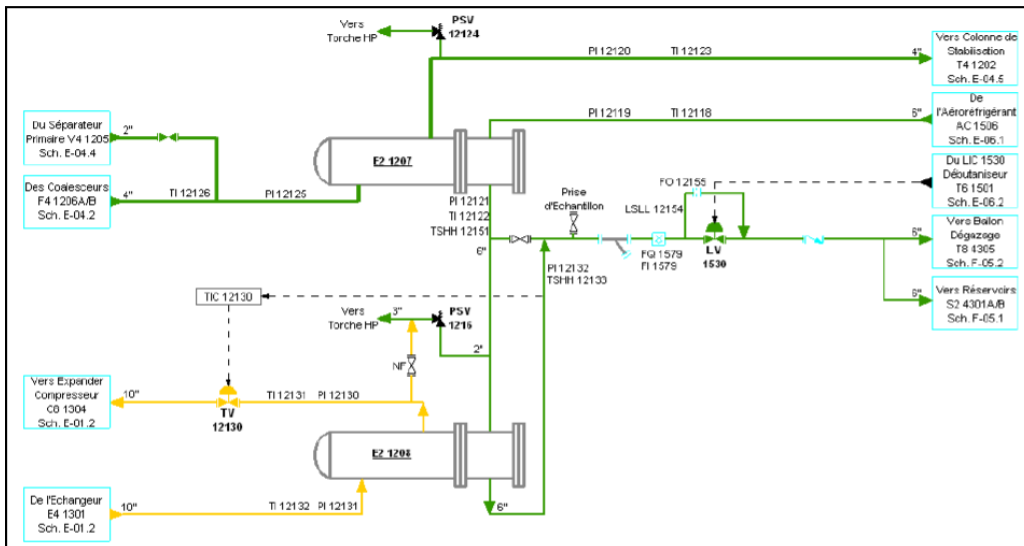 Vers
Torche HP
PSV
12124
PI 12120
TI 12123
4"
Vers Colonne de
Stabilisation
T4 1202
Sch. E-04.5
PI 12119
TI 12118
6"
De
l'Aéroréfrigérant
AC 1506
Sch. E-06.1
Du Séparateur
Primaire V4 1205
Sch. E-04.4
2"
E2 1207
Du LIC 1530
Déoutaniseur
T6 1501
Sch. E-06.2
Des Coalesceurs
F4 1206A/B
Sch. E-04.2
4"
TI 12126
PI 12125
PI 12121
TI 12122
TSHH 12151
6"
Prise
d'Echantillon
FO 12155
LSLL 12154
FQ 1579
FI 1579
LV
1530
6"
Vers Ballon
Dégazage
T8 4305
Sch. F-05.2
PI 12132
TSHH 12133
TIC 12130
6"
Vers Réservoirs
S2 4301A/B
Sch. F-05.1
Vers
Torche HP
3"
PSV
1216
2"
NF
Vers Expander
Compresseur
C8 1304
Sch. E-01.2
10"
TV
12130
TI 12131
PI 12130
E2 1208
De l'Echangeur
E4 1301
Sch. E-01.2
10"
TI 12132
PI 12131
6"